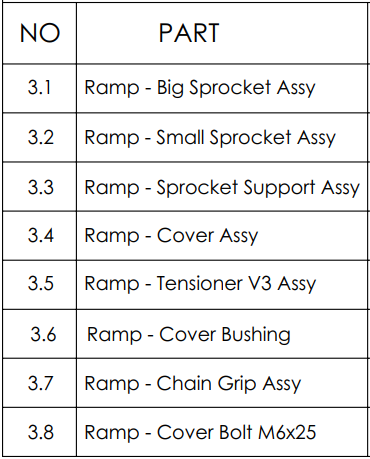 NO PART
3.1 Ramp - Big Sprocket Assy
3.2 Ramp - Small Sprocket Assy
3.3 Ramp - Sprocket Support Assy
3.4 Ramp - Cover Assy
3.5 Ramp - Tensioner V3 Assy
3.6 Ramp - Cover Bushing
3.7 Ramp - Chain Grip Assy
3.8 Ramp - Cover Bolt M6x25